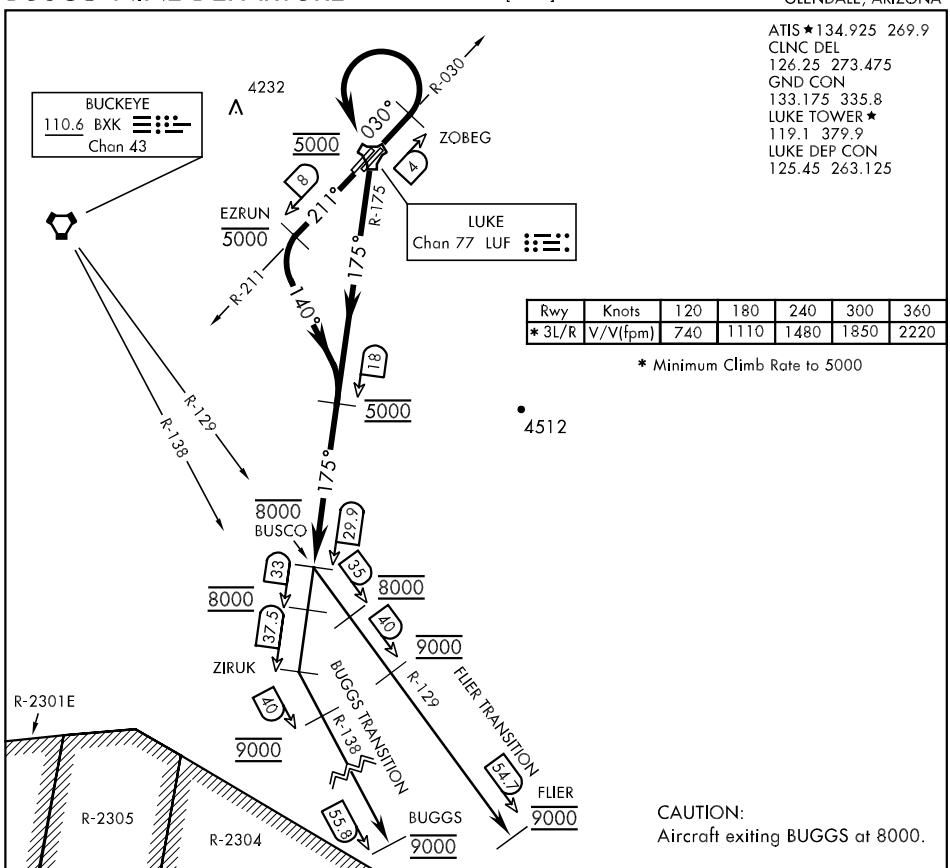 GLENDALE, ARIZONA
ATIS ★ 134.925 269.9
CLNC DEL
126.25 273.475
GND CON
133.175 335.8
LUKE TOWER ★
119.1 379.9
LUKE DEP CON
125.45 263.125
BUCKEYE
110.6 BXK
Chan 43
4232
R-030
030°
ZOBEG
5000
4
8
211°
R-175
EZRUN
5000
LUKE
Chan 77 LUF
175°
R-211
140°
Rwy Knots 120 180 240 300 360
* 3L/R V/V(fpm) 740 1110 1480 1850 2220
* Minimum Climb Rate to 5000
18
5000
4512
R-129
R-138
175°
8000
BUSCO
29.9
33
35
8000
8000
37.5
40
9000
ZIRUK
BUGGS TRANSITION
R-129
FLIER TRANSITION
R-2301E
40
R-138
9000
54.7
FLIER
9000
R-2305
R-2304
55.8
BUGGS
9000
CAUTION:
Aircraft exiting BUGGS at 8000.